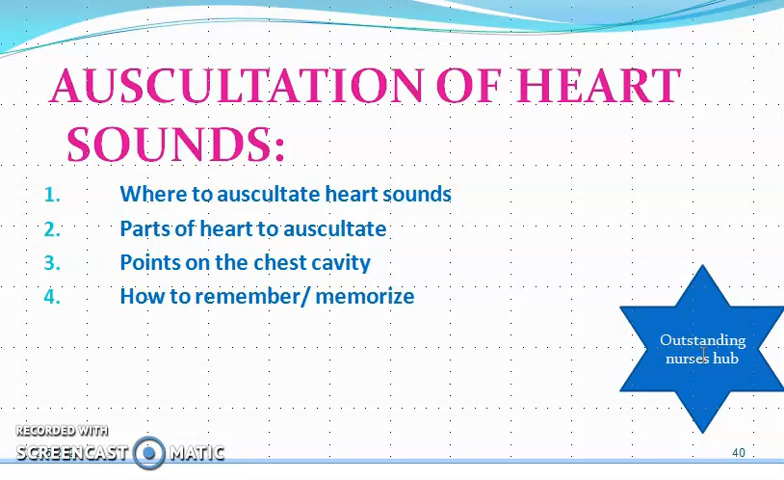 AUSCULTATION OF HEART
SOUNDS:
1. Where to auscultate heart sounds
2. Parts of heart to auscultate
3. Points on the chest cavity
4. How to remember/ memorize
Outstanding
nurses hub
RECORDED WITH
SCREENCAST MATIC
40